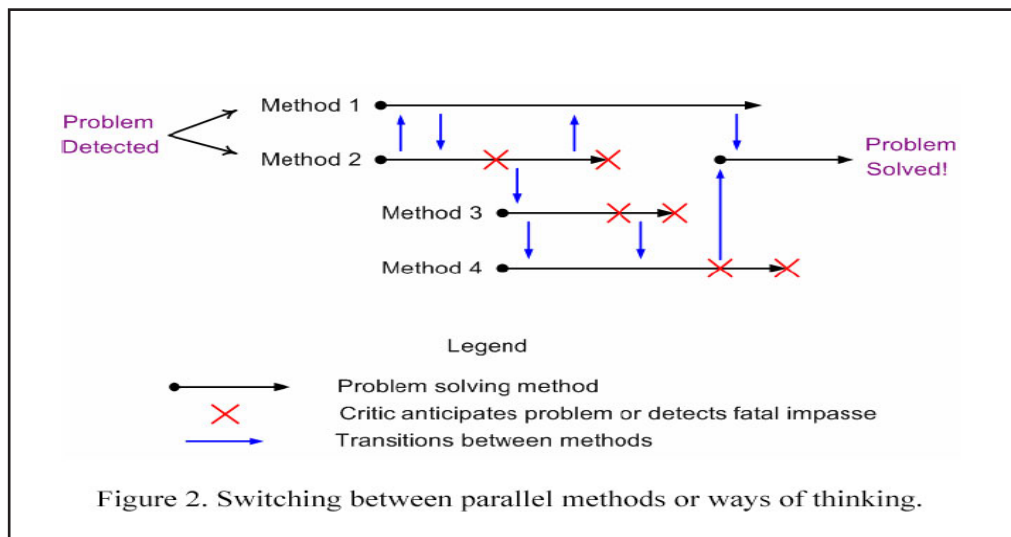 Problem
Detected
Method 1
Method 2
Problem
Solved!
Method 3
Method 4
Legend
Problem solving method
Critic anticipates problem or detects fatal impasse
Transitions between methods
Figure 2. Switching between parallel methods or ways of thinking.